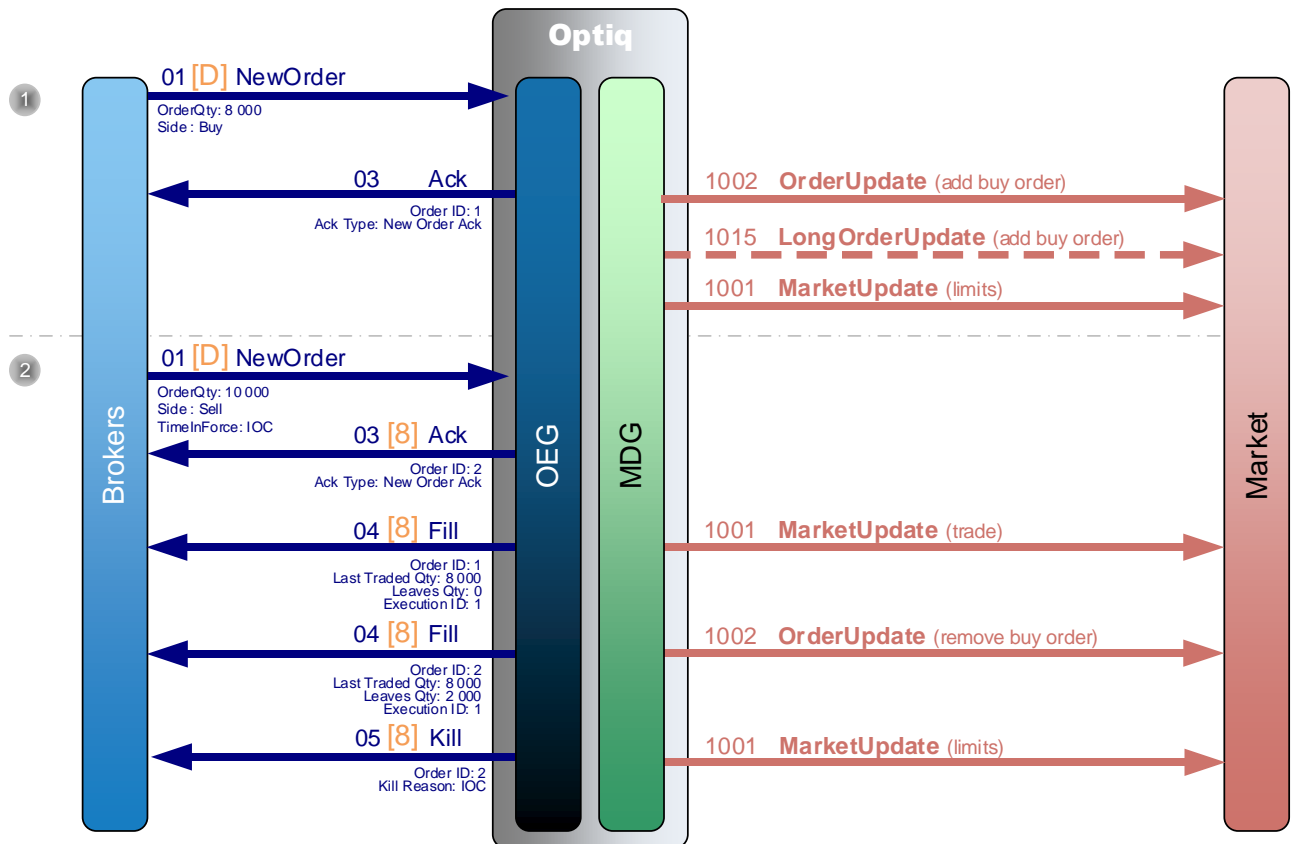 Optiq
1
01 [D] NewOrder
OrderQty: 8 000
Side : Buy
03 Ack
Order ID: 1
Ack Type: New Order Ack
1002 OrderUpdate (add buy order)
1015 LongOrderUpdate (add buy order)
1001 MarketUpdate (limits)
2
01 [D] NewOrder
OrderQty: 10 000
Side : Sell
TimeInForce: IOC
03 [8] Ack
Order ID: 2
Ack Type: New Order Ack
04 [8] Fill
Order ID: 1
Last Traded Qty: 8 000
Leaves Qty: 0
Execution ID: 1
1001 MarketUpdate (trade)
04 [8] Fill
Order ID: 2
Last Traded Qty: 8 000
Leaves Qty: 2 000
Execution ID: 1
1002 OrderUpdate (remove buy order)
05 [8] Kill
Order ID: 2
Kill Reason: IOC
1001 MarketUpdate (limits)
Brokers
OEG
MDG
Market